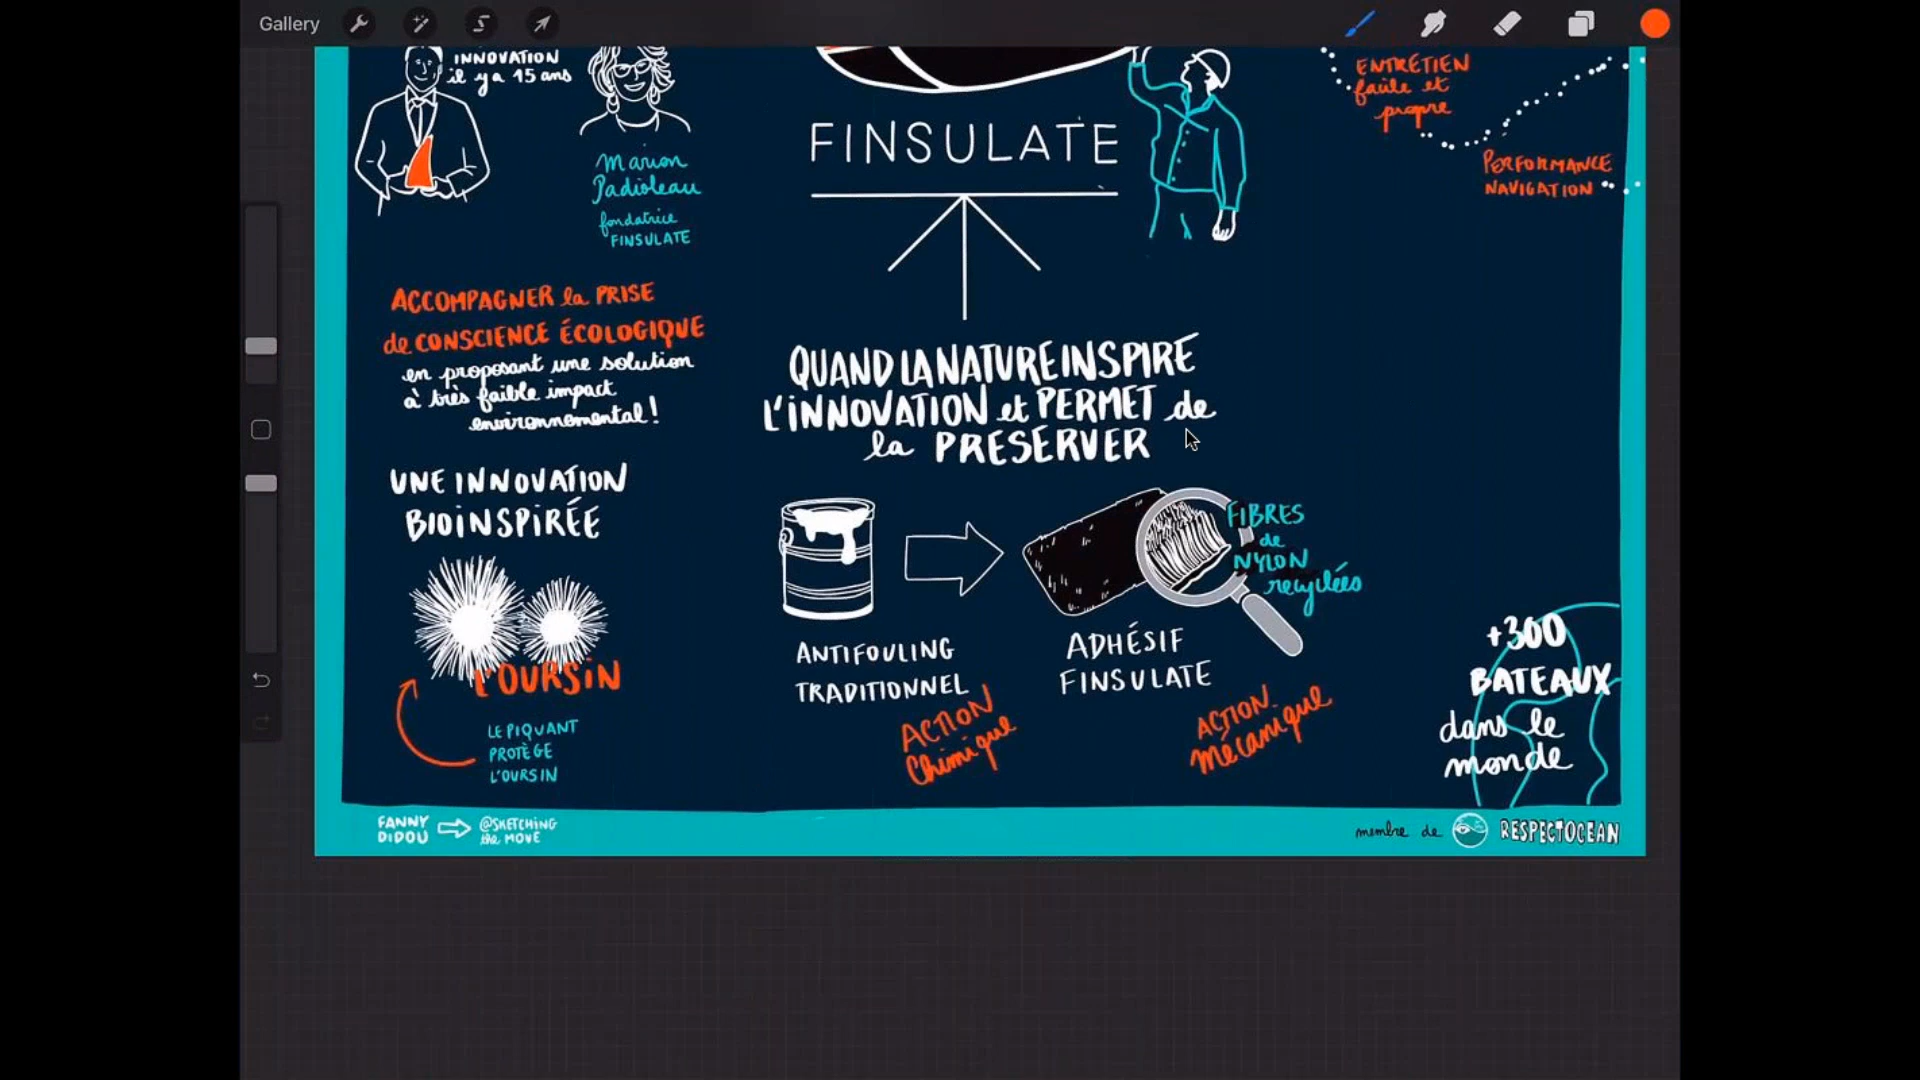 Gallery
INNOVATION
il y a 15 ans
Marion
Padioleau
fondatrice
FINSULATE
FINSULATE
ENTRETIEN
facile et
propre
PERFORMANCE
NAVIGATION
ACCOMPAGNER la PRISE
de CONSCIENCE ÉCOLOGIQUE
en proposant une solution
à très faible impact
environnemental!
QUAND LA NATURE INSPIRE
L'INNOVATION et PERMET de
la PRESERVER
UNE INNOVATION
BIOINSPIRÉE
L'OURSIN
LE PIQUANT
PROTÈGE
L'OURSIN
ANTIFOULING
TRADITIONNEL
ACTION
Chimique
FIBRES
de
NYLON
recyclées
ADHÉSIF
FINSULATE
ACTION
Mécanique
+300
BATEAUX
dans le
monde
FANNY
DIDOU
@SKETCHING
the MOVE
membre de RESPECTOCEAN